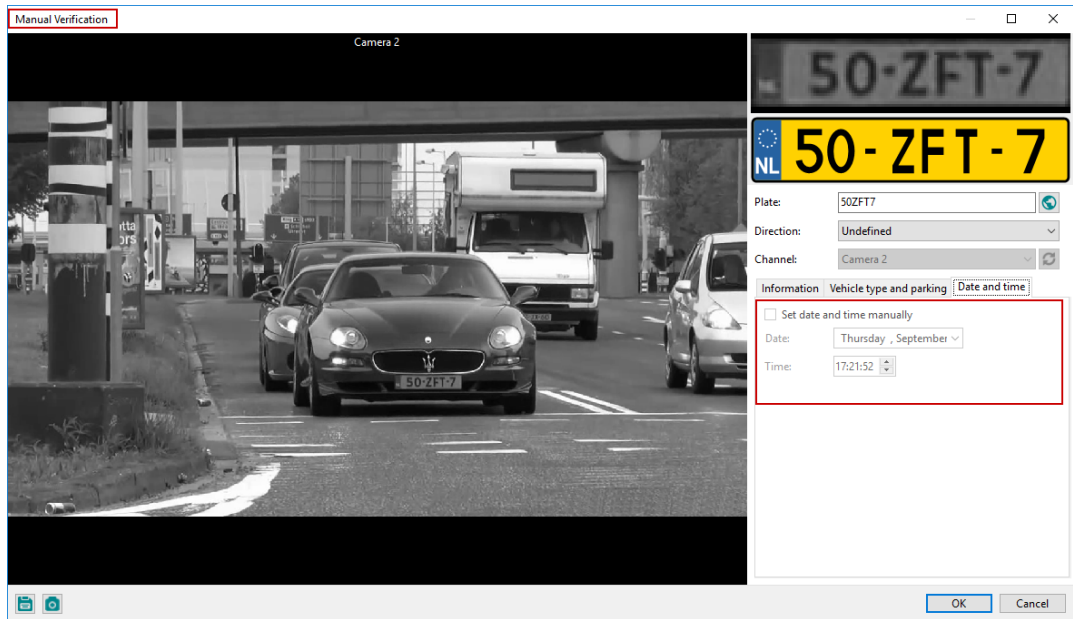 Manual Verification
Camera 2
50-ZFT-7
NL
50-ZFT-7
NL
50 - ZFT - 7
Plate:
50ZFT7
Direction:
Undefined
Channel:
Camera 2
Information
Vehicle type and parking
Date and time
Set date and time manually
Date:
Thursday , September
Time:
17:21:52
OK
Cancel